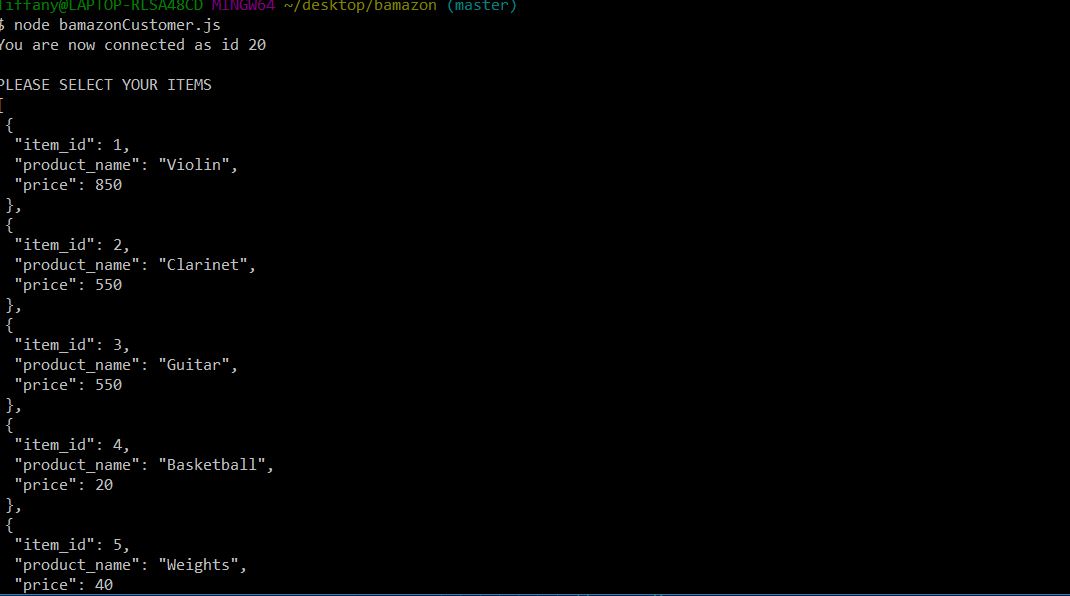 Tiffany@LAPTOP-RLSA48CD MINGW64 ~/desktop/bamazon (master)
$ node bamazonCustomer.js
You are now connected as id 20
PLEASE SELECT YOUR ITEMS
[
 {
  "item_id": 1,
  "product_name": "Violin",
  "price": 850
 },
 {
  "item_id": 2,
  "product_name": "Clarinet",
  "price": 550
 },
 {
  "item_id": 3,
  "product_name": "Guitar",
  "price": 550
 },
 {
  "item_id": 4,
  "product_name": "Basketball",
  "price": 20
 },
 {
  "item_id": 5,
  "product_name": "Weights",
  "price": 40